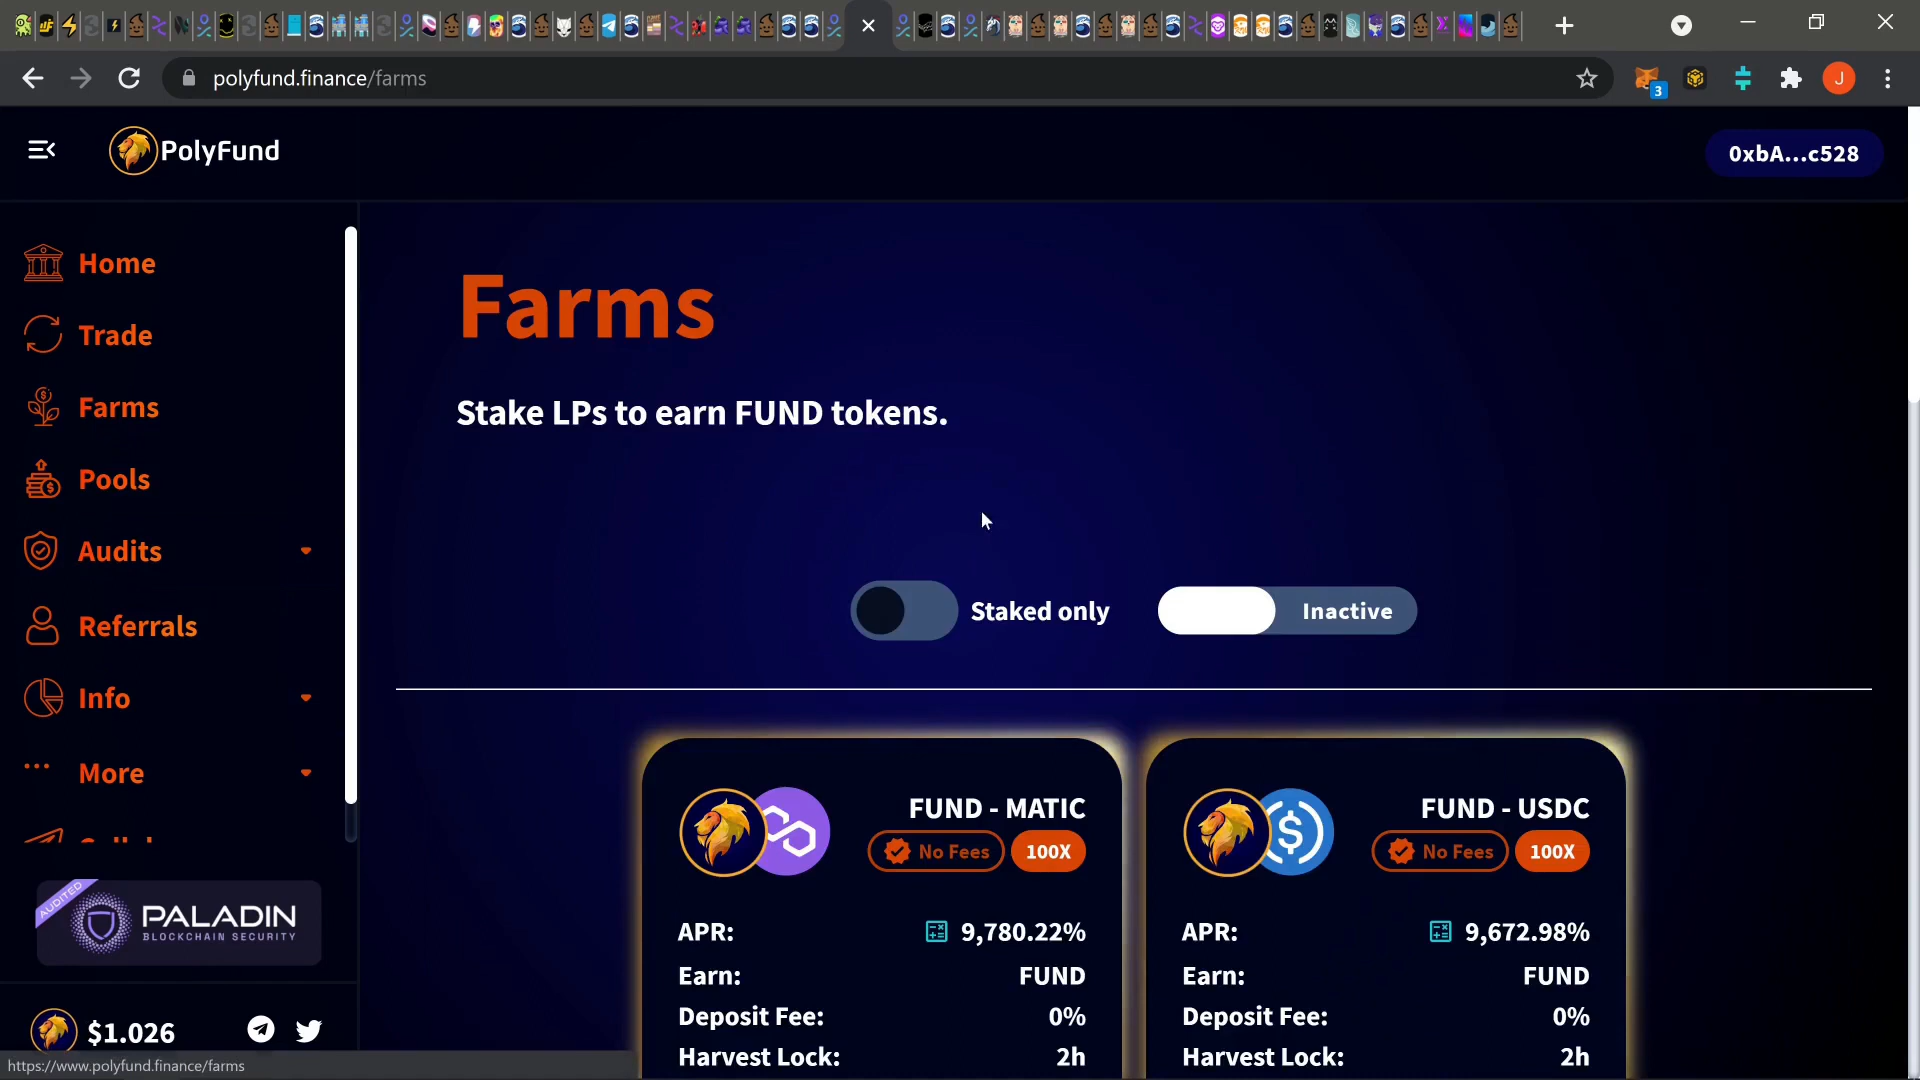 polyfund.finance/farms
J
3
PolyFund
0xbA...c528
Home
Trade
Farms
Pools
Audits
Referrals
Info
More
AUDITED
PALADIN
BLOCKCHAIN SECURITY
$1.026
https://www.polyfund.finance/farms
Farms
Stake LPs to earn FUND tokens.
Staked only
Inactive
FUND - MATIC
No Fees
100X
APR:
9,780.22%
Earn:
FUND
Deposit Fee:
0%
Harvest Lock:
2h
FUND - USDC
No Fees
100X
APR:
9,672.98%
Earn:
FUND
Deposit Fee:
0%
Harvest Lock:
2h